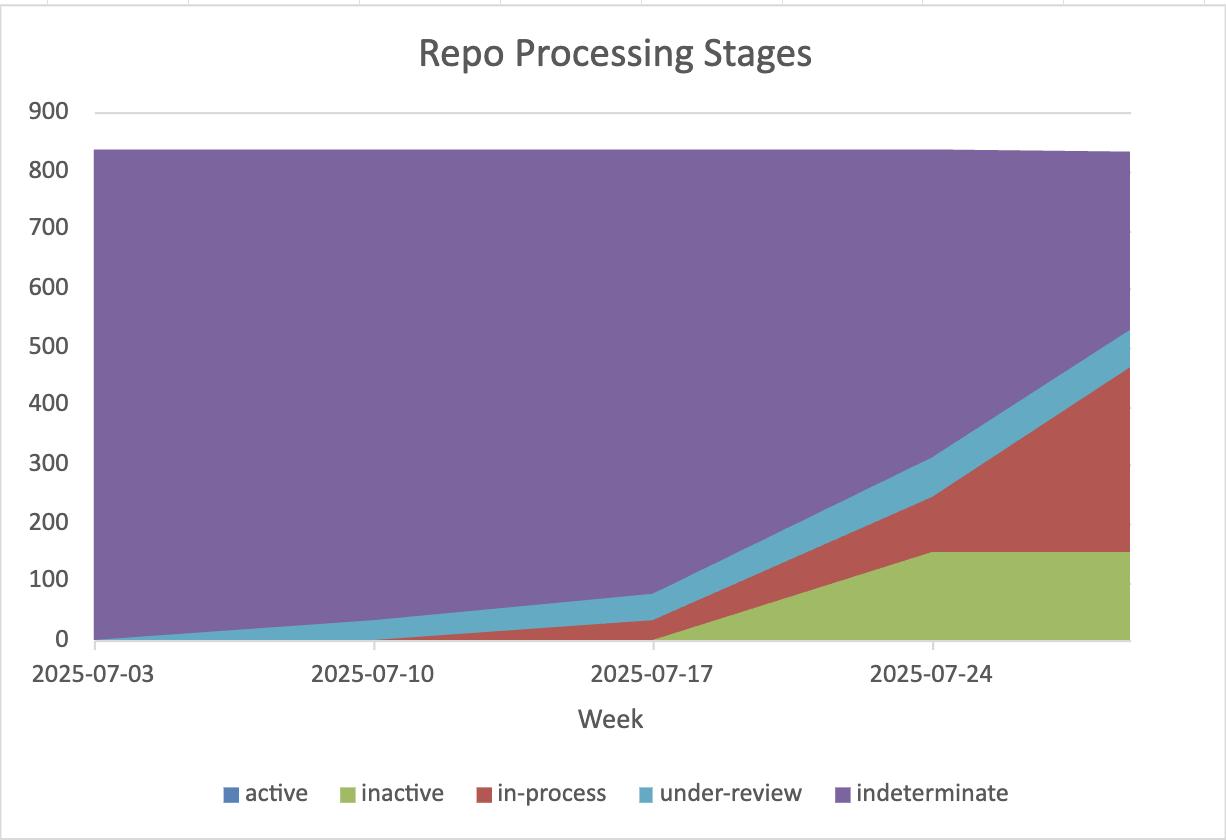 Repo Processing Stages
900
800
700
600
500
400
300
200
100
0
2025-07-03 2025-07-10 2025-07-17 2025-07-24
Week
active inactive in-process under-review indeterminate